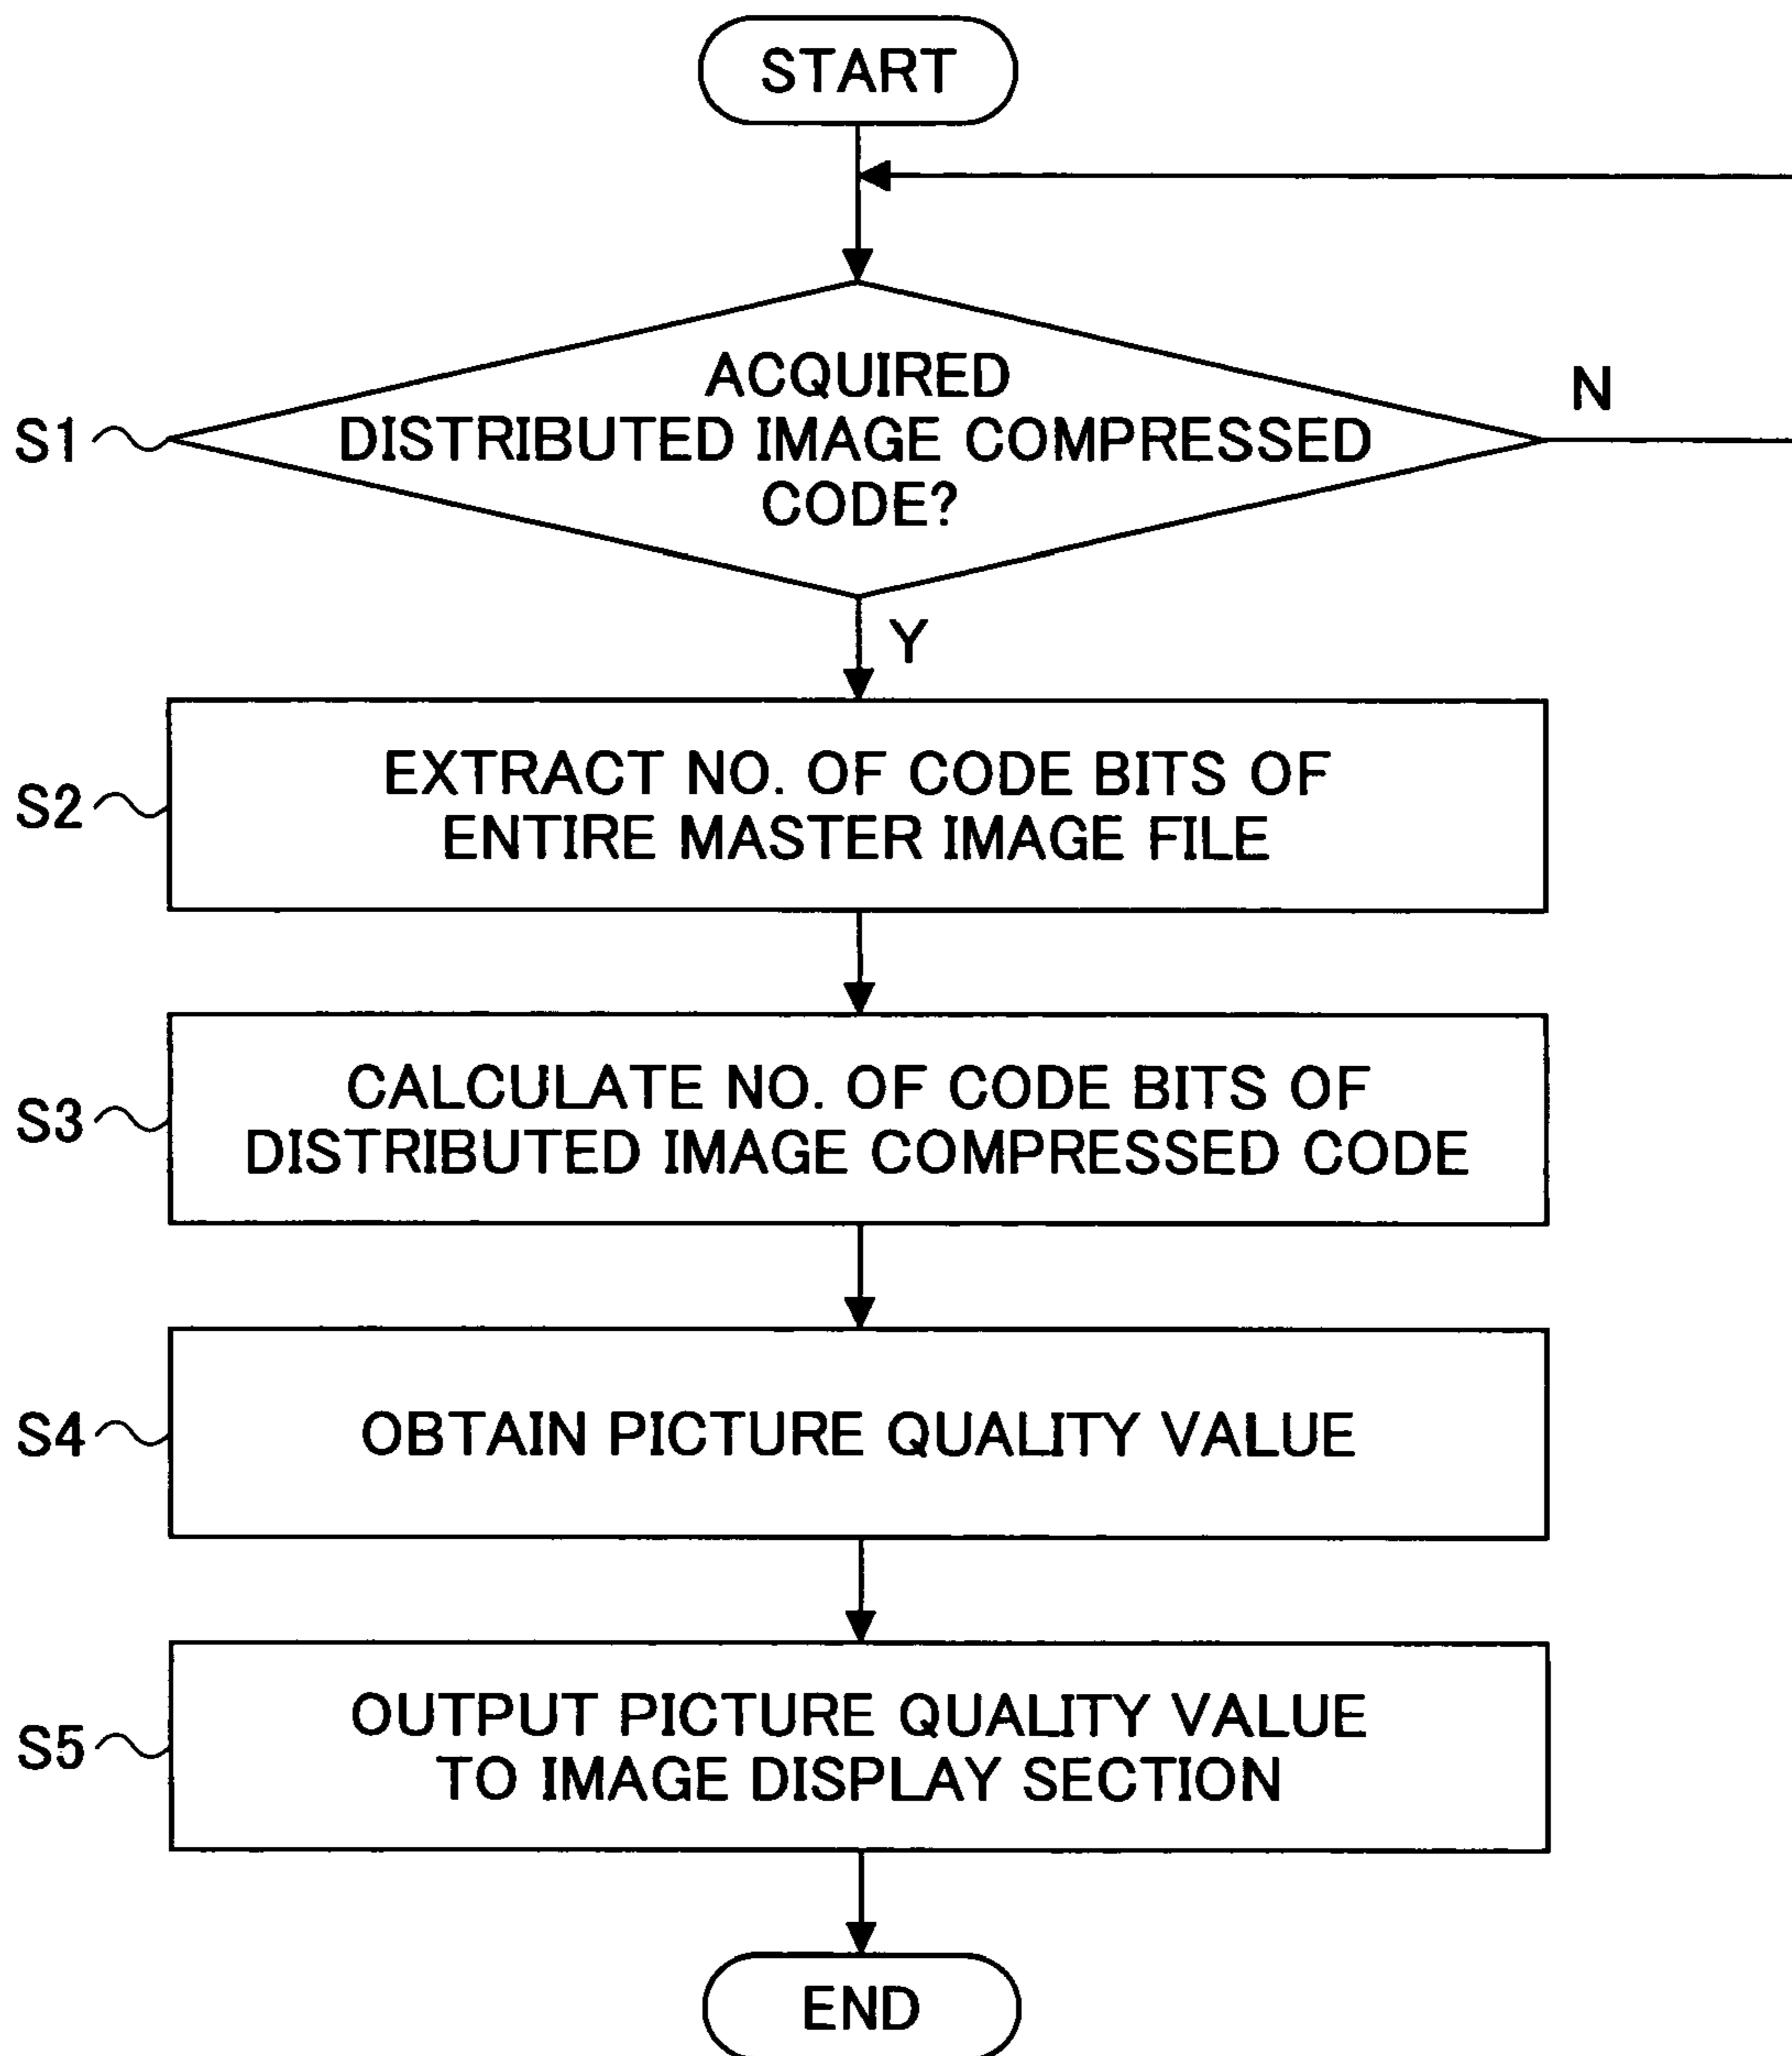 START
ACQUIRED
DISTRIBUTED IMAGE COMPRESSED
CODE?
N
S1
Y
EXTRACT NO. OF CODE BITS OF
ENTIRE MASTER IMAGE FILE
S2
CALCULATE NO. OF CODE BITS OF
DISTRIBUTED IMAGE COMPRESSED CODE
S3
OBTAIN PICTURE QUALITY VALUE
S4
OUTPUT PICTURE QUALITY VALUE
TO IMAGE DISPLAY SECTION
S5
END